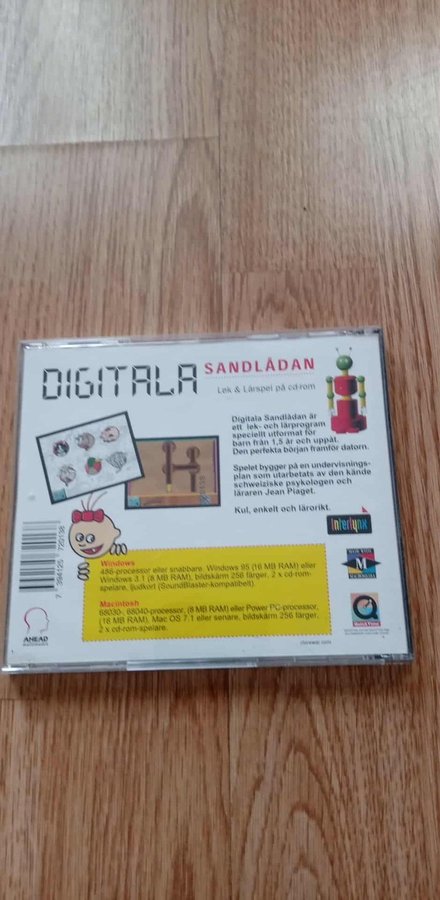 DIGITALA
SANDLÅDAN
Lek & Lärspel på cd-rom
Digitala Sandlådan är
ett lek- och lärprogram
speciellt utformat för
barn från 1,5 år och uppåt.
Den perfekta början framför datorn.
Spelet bygger på en undervisnings-
plan som utarbetats av den kände
schweiziske psykologen och
läraren Jean Piaget.
Kul, enkelt och lärorikt.
Interlynx
Windows
486-processor eller snabbare, Windows 95 (16 MB RAM) eller
Windows 3.1 (8 MB RAM), bildskärm 256 färger, 2 x cd-rom-
spelare, ljudkort (SoundBlaster-kompatibelt).
Macintosh
68030-, 68040-processor, (8 MB RAM) eller Power PC-processor,
(16 MB RAM), Mac OS 7.1 eller senare, bildskärm 256 färger,
2 x cd-rom-spelare.
M
AHEAD